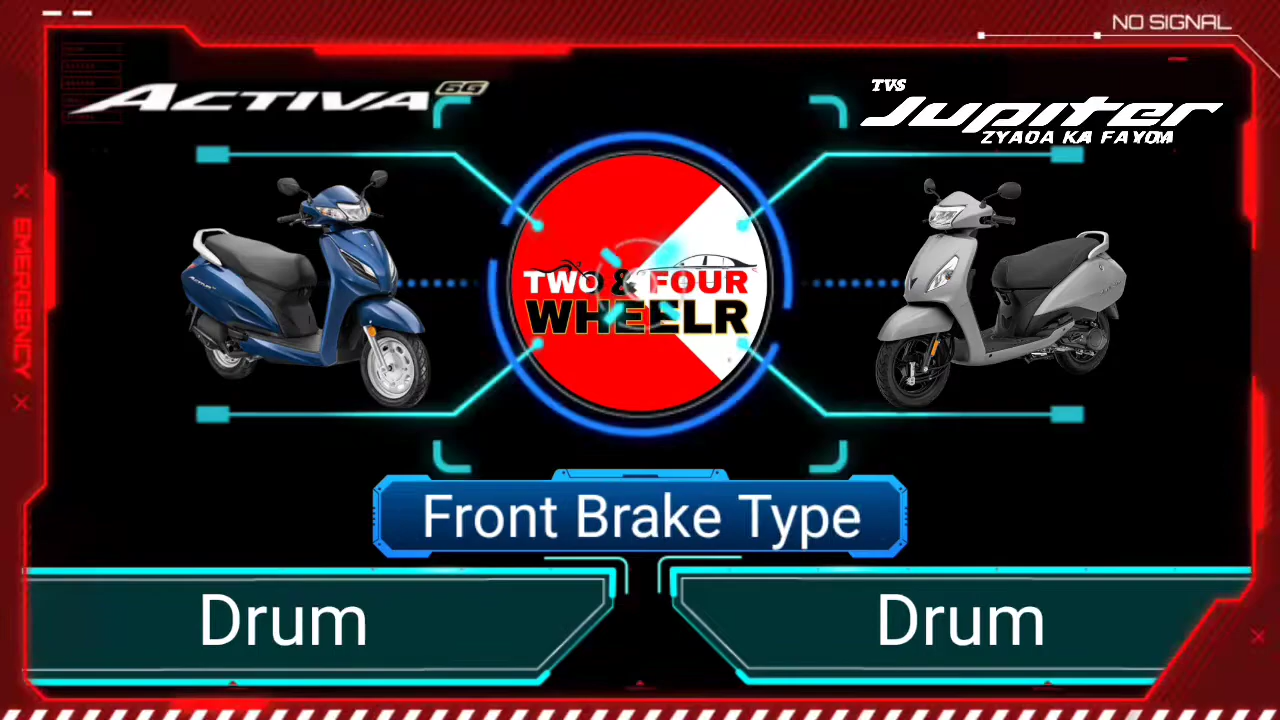 NO SIGNAL
ACTIVA 6G
TVS
Jupiter
ZYADA KA FAYDA
EMERGENCY
TWO & FOUR
WHEELR
Front Brake Type
Drum
Drum